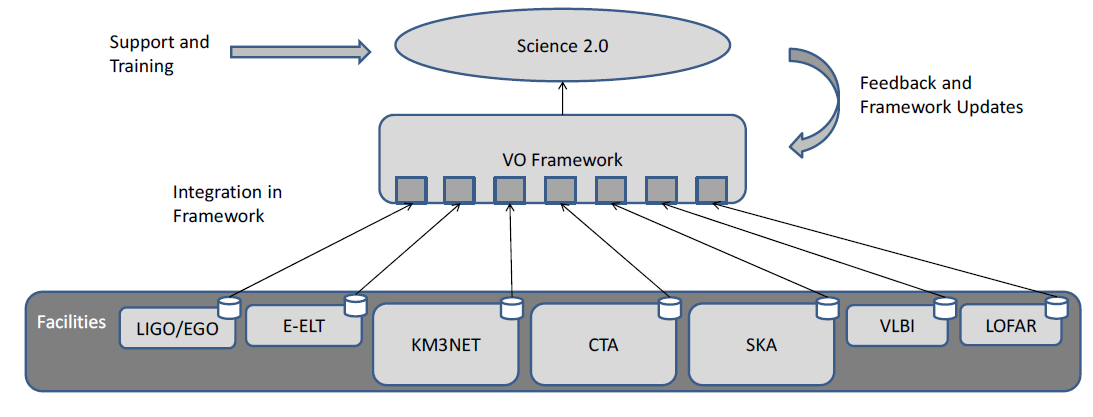 Support and
Training
Science 2.0
Feedback and
Framework Updates
VO Framework
Integration in
Framework
Facilities
LIGO/EGO
E-ELT
KM3NET
CTA
SKA
VLBI
LOFAR